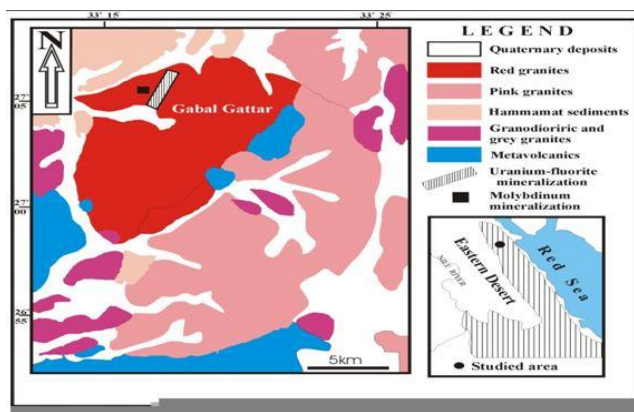 33 15
33 25
N
27
05
27
00
26
55
Gabal Gattar
5km
L E G E N D
Quaternary deposits
Red granites
Pink granites
Hammamat sediments
Granodioriric and
grey granites
Metavolcanics
Uranium-fluorite
mineralization
Molybdinum
mineralization
Red Sea
Eastern Desert
NILE RIVER
Studied area